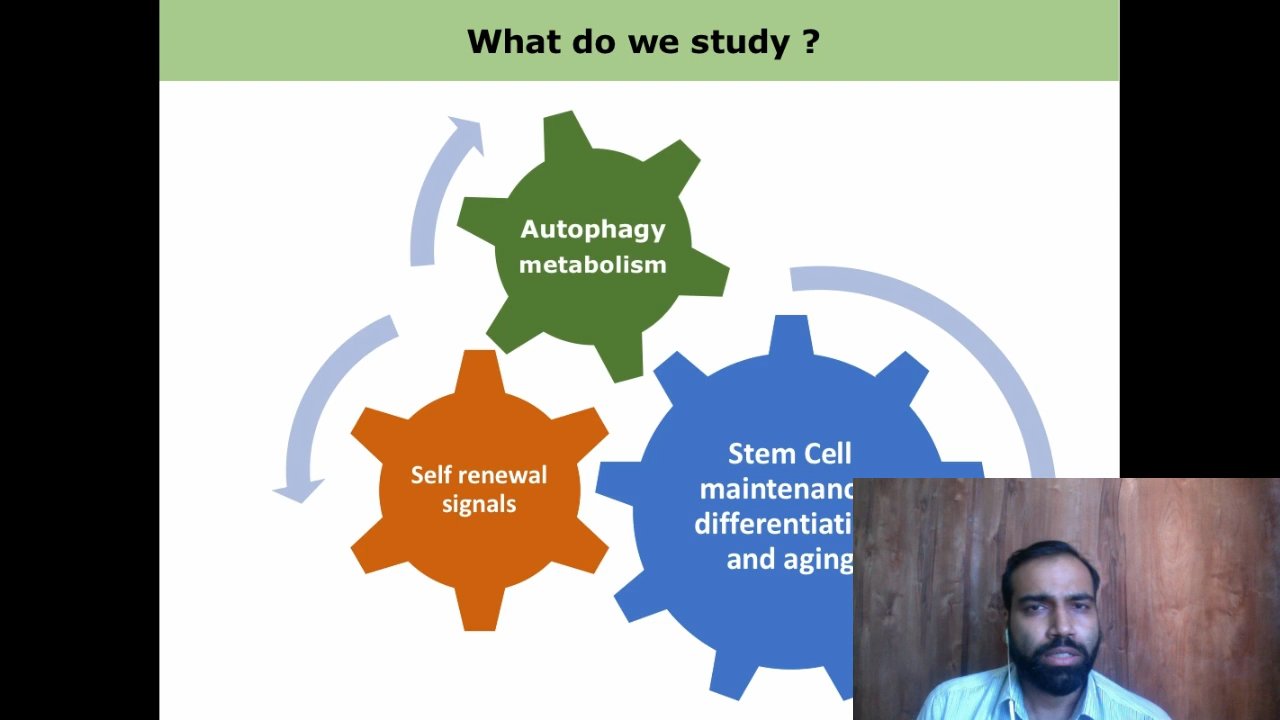 What do we study ?
Autophagy
metabolism
Self renewal
signals
Stem Cell
and aging